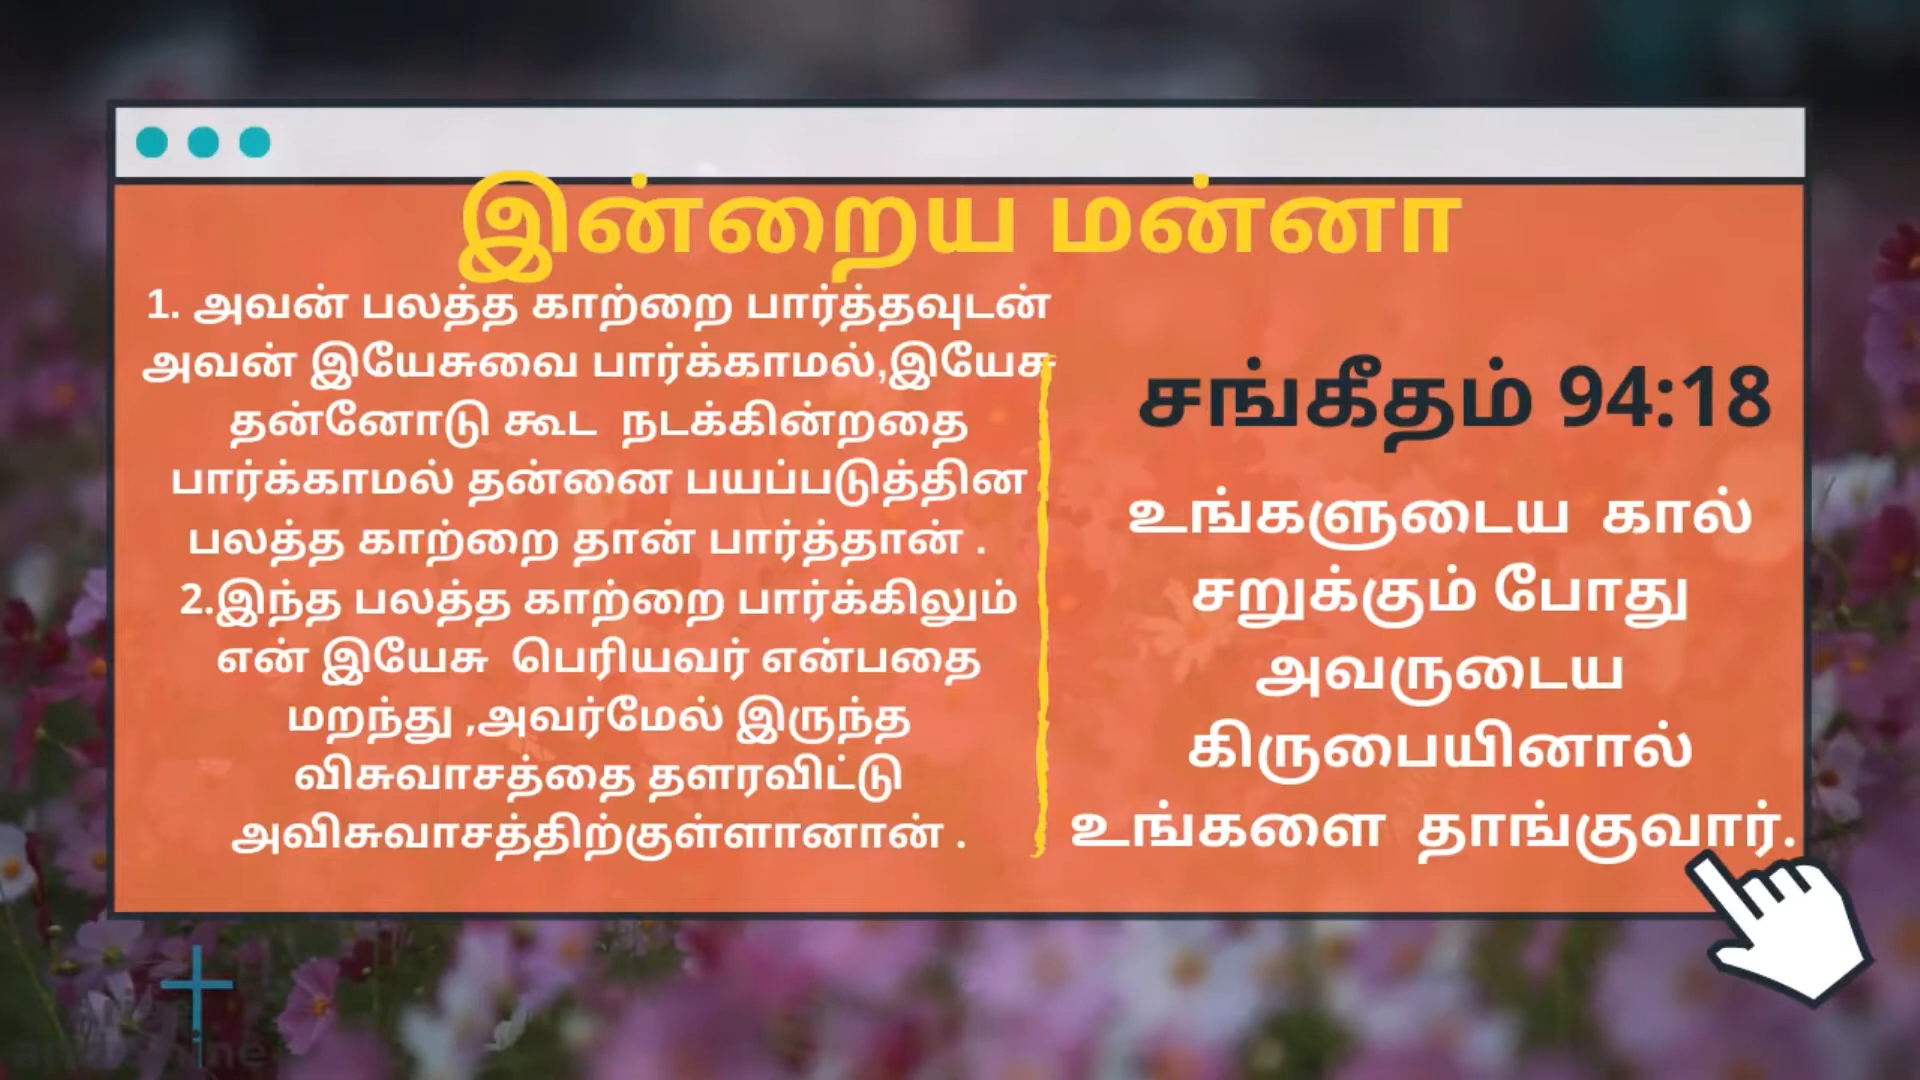 இன்றைய மன்னா
1. அவன் பலத்த காற்றை பார்த்தவுடன்
அவன் இயேசுவை பார்க்காமல்,இயேசு
தன்னோடு கூட நடக்கின்றதை
பார்க்காமல் தன்னை பயப்படுத்தின
பலத்த காற்றை தான் பார்த்தான் .
2.இந்த பலத்த காற்றை பார்க்கிலும்
என் இயேசு பெரியவர் என்பதை
மறந்து ,அவர்மேல் இருந்த
விசுவாசத்தை தளரவிட்டு
அவிசுவாசத்திற்குள்ளானான் .
சங்கீதம் 94:18
உங்களுடைய கால்
சறுக்கும் போது
அவருடைய
கிருபையினால்
உங்களை தாங்குவார்.